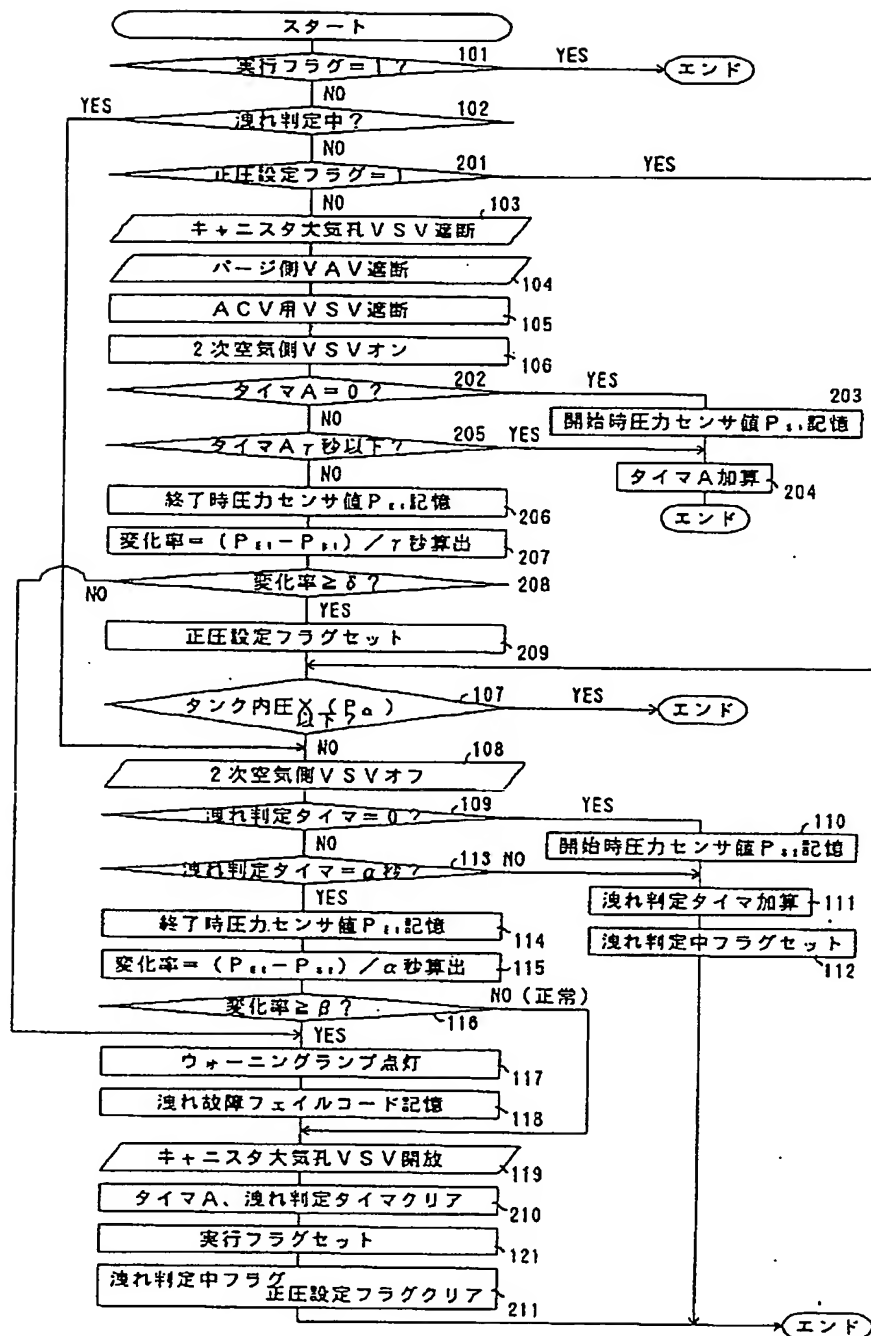 スタート
実行フラグ=1? 101 YES エンド
NO
YES 洩れ判定中? 102
NO
正圧設定フラグ=1 201 YES
NO
103
キャニスタ大気孔VSV遮断
パージ側VAV遮断 104
ACV用VSV遮断 105
2次空気側VSVオン 106
タイマA=0? 202 YES
203
NO 開始時圧力センサ値PS1記憶
タイマAγ秒以下? 205 YES
NO タイマA加算 204
終了時圧力センサ値PE1記憶 206
エンド
変化率=(PE1-PS1)/γ秒算出 207
NO 変化率≧δ? 208
YES
正圧設定フラグセット 209
タンク内圧X(Pa)以下? 107 YES エンド
NO 108
2次空気側VSVオフ
洩れ判定タイマ=0? 109 YES
110
NO 開始時圧力センサ値PS1記憶
洩れ判定タイマ=α秒? 113 NO
YES 洩れ判定タイマ加算 111
終了時圧力センサ値PE1記憶 114
洩れ判定中フラグセット 112
変化率=(PE1-PS1)/α秒算出 115
変化率≧β? 116 NO(正常)
YES
ウォーニングランプ点灯 117
洩れ故障フェイルコード記憶 118
キャニスタ大気孔VSV開放 119
タイマA、洩れ判定タイマクリア 210
実行フラグセット 121
洩れ判定中フラグ
正圧設定フラグクリア 211
エンド